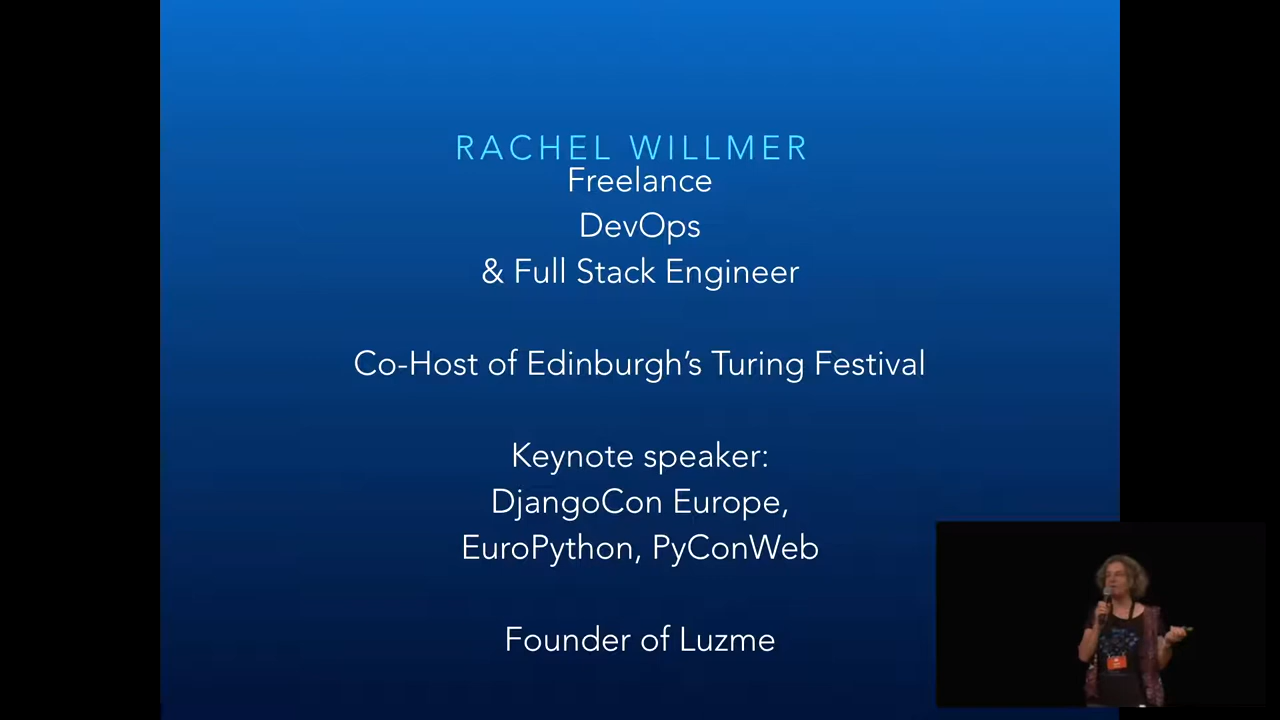 RACHEL WILLMER
Freelance
DevOps
& Full Stack Engineer
Co-Host of Edinburgh’s Turing Festival
Keynote speaker:
DjangoCon Europe,
EuroPython, PyConWeb
Founder of Luzme